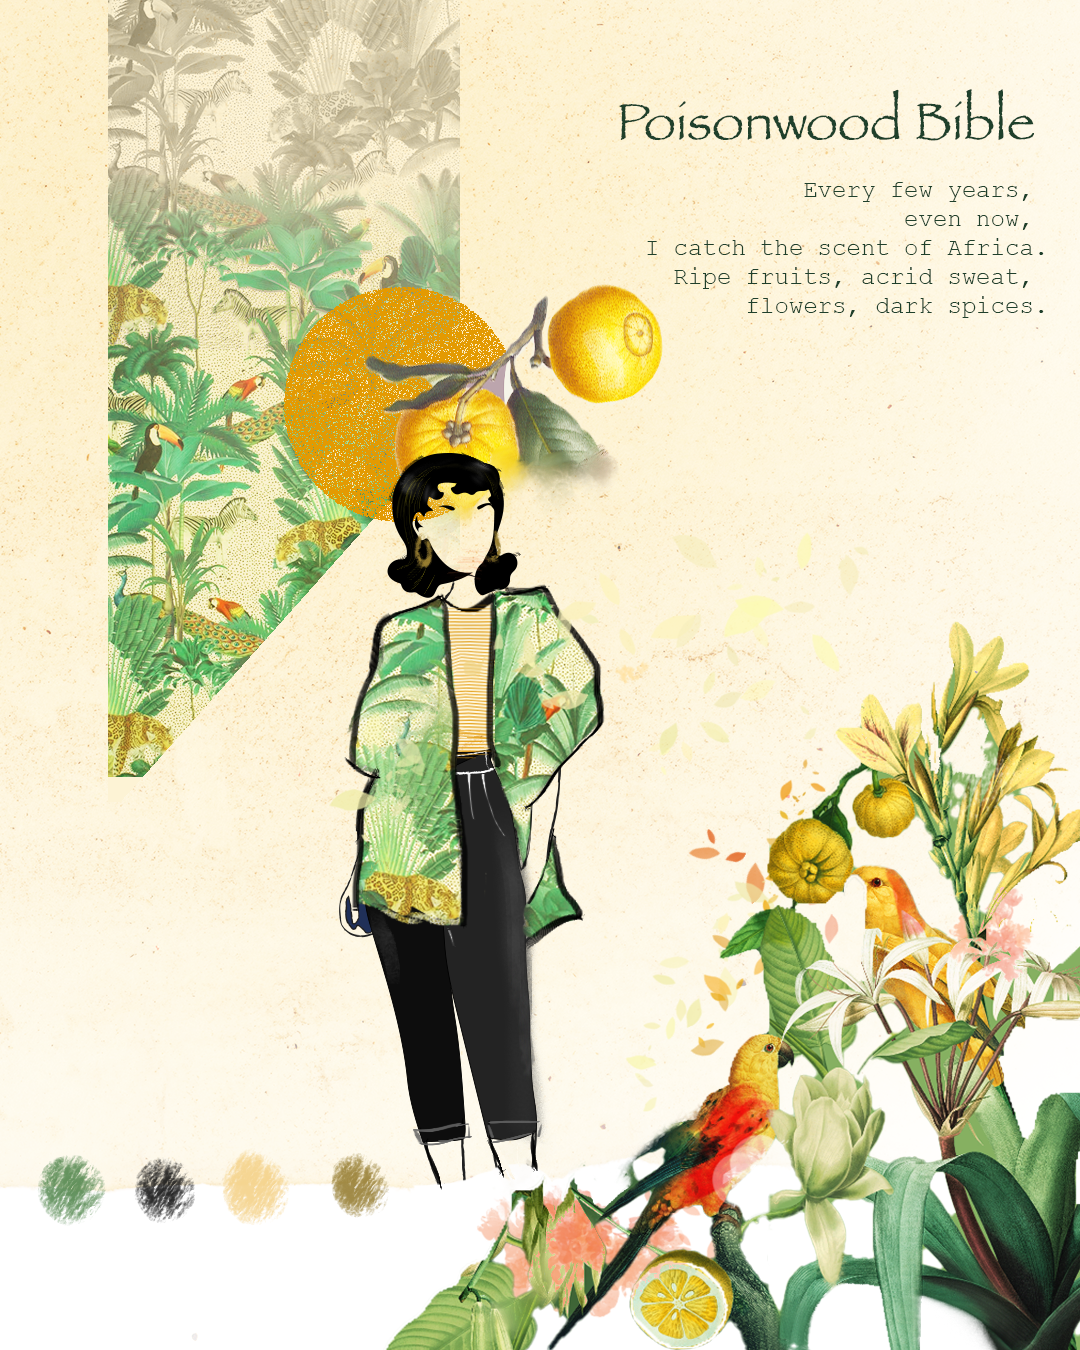 Poisonwood Bible
Every few years,
even now,
I catch the scent of Africa.
Ripe fruits, acrid sweat,
flowers, dark spices.